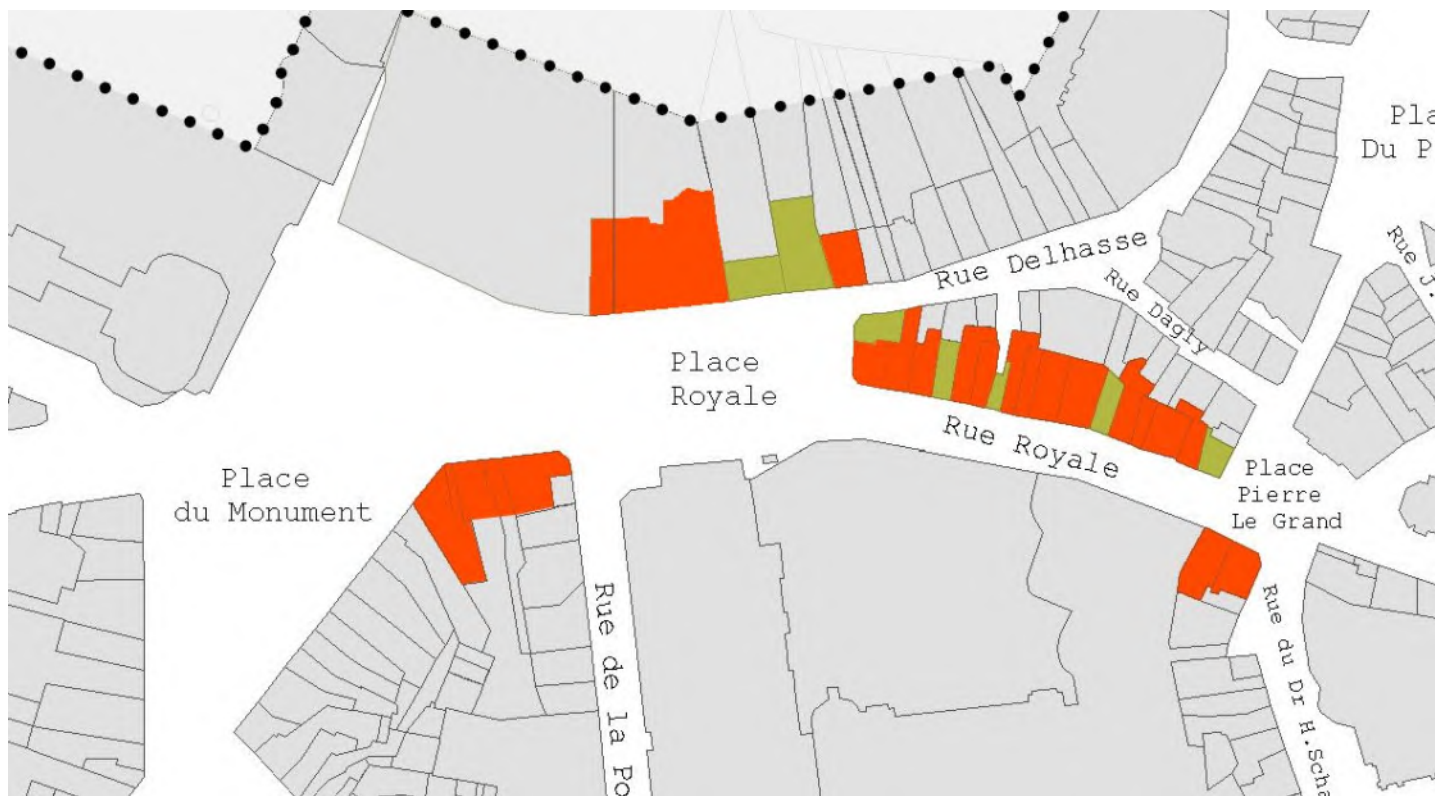 Pla
Du P
Rue J.
Rue Delhasse
Rue Dagly
Place
Royale
Rue Royale
Place
Pierre
Le Grand
Place
du Monument
Rue de la Po
Rue du Dr H.Scha